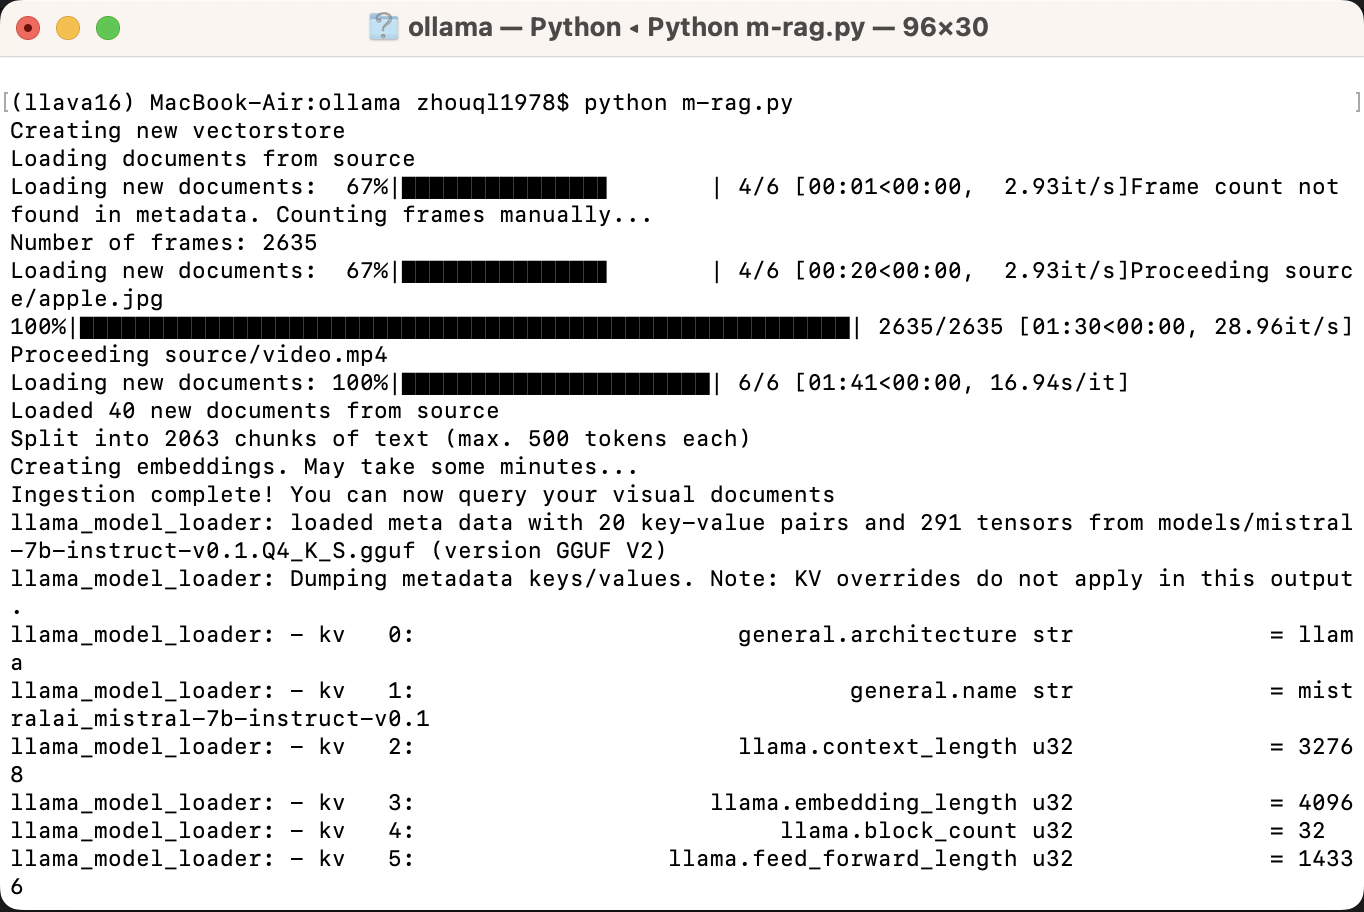 ollama — Python ◂ Python m-rag.py — 96×30
[(llava16) MacBook-Air:ollama zhouql1978$ python m-rag.py ]
Creating new vectorstore
Loading documents from source
Loading new documents:  67%|███████████████        | 4/6 [00:01<00:00,  2.93it/s]Frame count not
found in metadata. Counting frames manually...
Number of frames: 2635
Loading new documents:  67%|███████████████        | 4/6 [00:20<00:00,  2.93it/s]Proceeding sourc
e/apple.jpg
100%|███████████████████████████████████████████████████████| 2635/2635 [01:30<00:00, 28.96it/s]
Proceeding source/video.mp4
Loading new documents: 100%|██████████████████████| 6/6 [01:41<00:00, 16.94s/it]
Loaded 40 new documents from source
Split into 2063 chunks of text (max. 500 tokens each)
Creating embeddings. May take some minutes...
Ingestion complete! You can now query your visual documents
llama_model_loader: loaded meta data with 20 key-value pairs and 291 tensors from models/mistral
-7b-instruct-v0.1.Q4_K_S.gguf (version GGUF V2)
llama_model_loader: Dumping metadata keys/values. Note: KV overrides do not apply in this output
.
llama_model_loader: - kv   0:                       general.architecture str              = llam
a
llama_model_loader: - kv   1:                               general.name str              = mist
ralai_mistral-7b-instruct-v0.1
llama_model_loader: - kv   2:                       llama.context_length u32              = 3276
8
llama_model_loader: - kv   3:                     llama.embedding_length u32              = 4096
llama_model_loader: - kv   4:                          llama.block_count u32              = 32
llama_model_loader: - kv   5:                  llama.feed_forward_length u32              = 1433
6